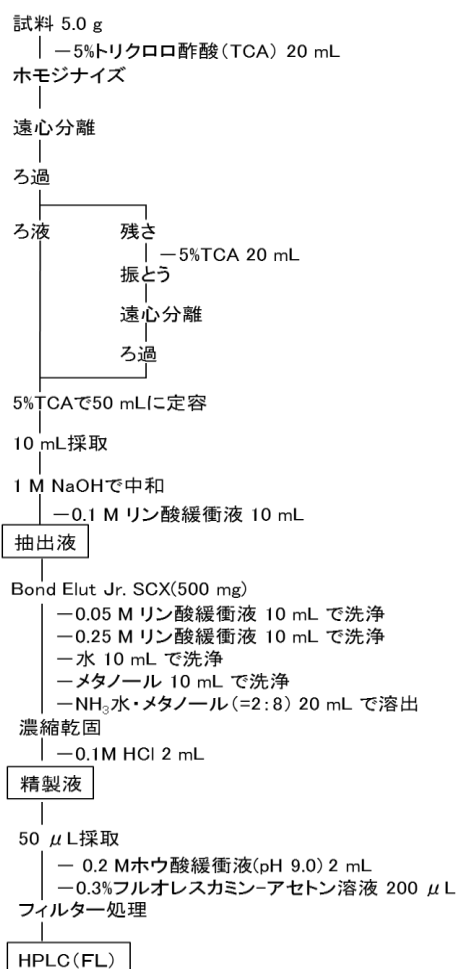 試料 5.0 g
－5%トリクロロ酢酸(TCA) 20 mL
ホモジナイズ
遠心分離
ろ過
ろ液
残さ
－5%TCA 20 mL
振とう
遠心分離
ろ過
5%TCAで50 mLに定容
10 mL採取
1 M NaOHで中和
－0.1 M リン酸緩衝液 10 mL
抽出液
Bond Elut Jr. SCX(500 mg)
－0.05 M リン酸緩衝液 10 mL で洗浄
－0.25 M リン酸緩衝液 10 mL で洗浄
－水 10 mL で洗浄
－メタノール 10 mL で洗浄
－NH₃水・メタノール(=2:8) 20 mL で溶出
濃縮乾固
－0.1M HCl 2 mL
精製液
50 μL採取
－ 0.2 Mホウ酸緩衝液(pH 9.0) 2 mL
－0.3%フルオレスカミン-アセトン溶液 200 μL
フィルター処理
HPLC(FL)